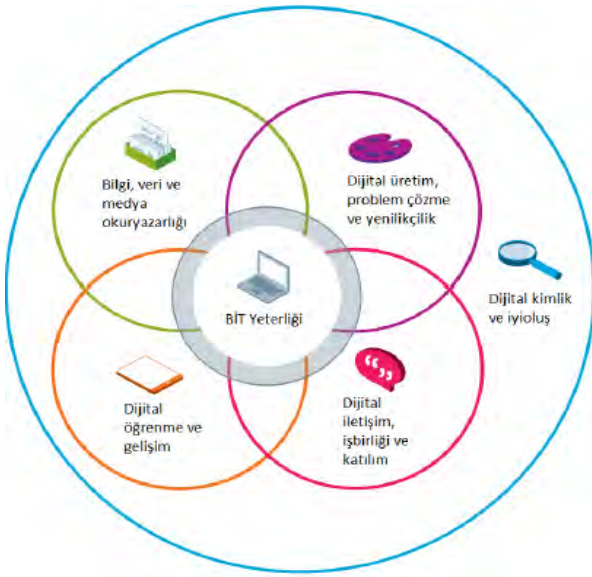 Bilgi, veri ve
medya
okuryazarlığı
Dijital üretim,
problem çözme
ve yenilikçilik
BİT Yeterliği
Dijital kimlik
ve iyioluş
Dijital
öğrenme ve
gelişim
Dijital
iletişim,
işbirliği ve
katılım